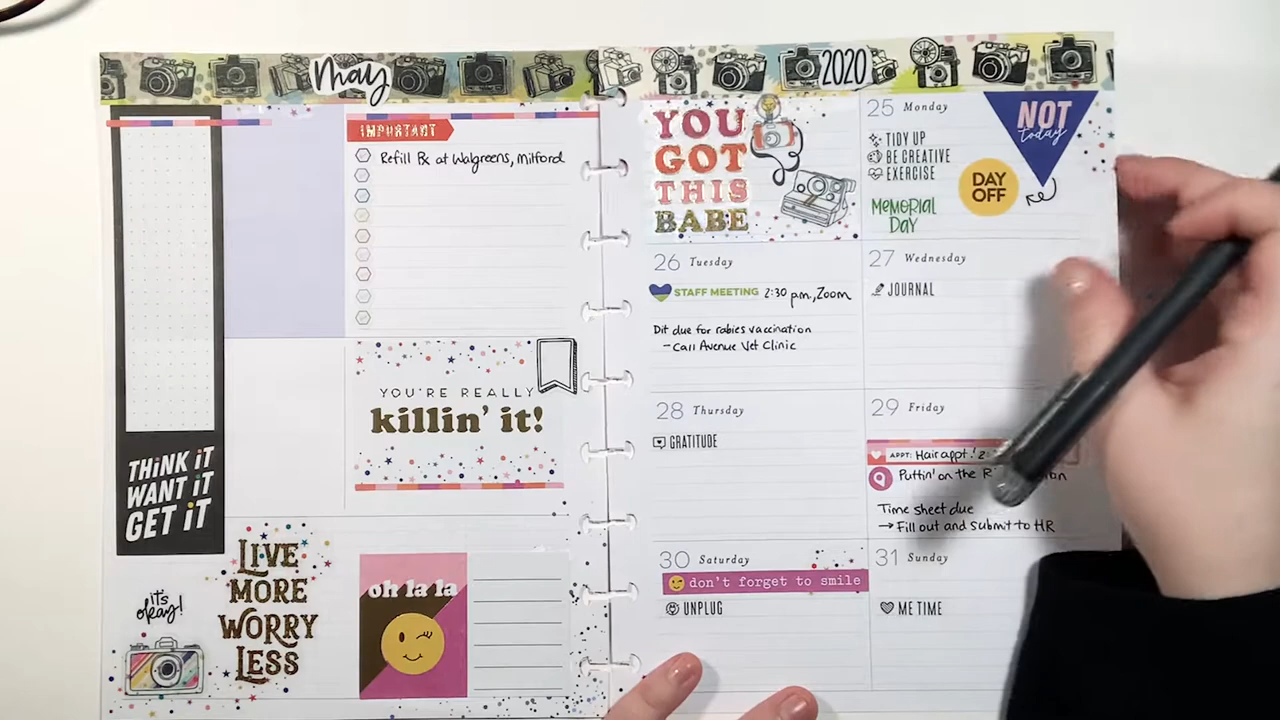 May
2020
IMPORTANT
Refill Rx at Walgreens, Milford
THINK IT
WANT IT
GET IT
YOU'RE REALLY
killin' it!
it's
okay!
LIVE
MORE
WORRY
LESS
oh la la
YOU
GOT
THIS
BABE
25 Monday
NOT
today
TIDY UP
BE CREATIVE
EXERCISE
DAY
OFF
MEMORIAL
DAY
26 Tuesday
STAFF MEETING 2:30 p.m., Zoom
Dit due for rabies vaccination
- Call Avenue Vet Clinic
27 Wednesday
JOURNAL
28 Thursday
GRATITUDE
29 Friday
APPT: Hair appt!
Puttin' on the
Time sheet due
→ Fill out and submit to HR
30 Saturday
don't forget to smile
UNPLUG
31 Sunday
ME TIME